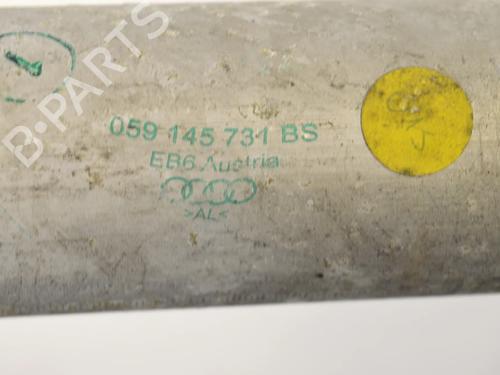 B-PARTS
059 145 731 BS
EB6 Austria
>AL<